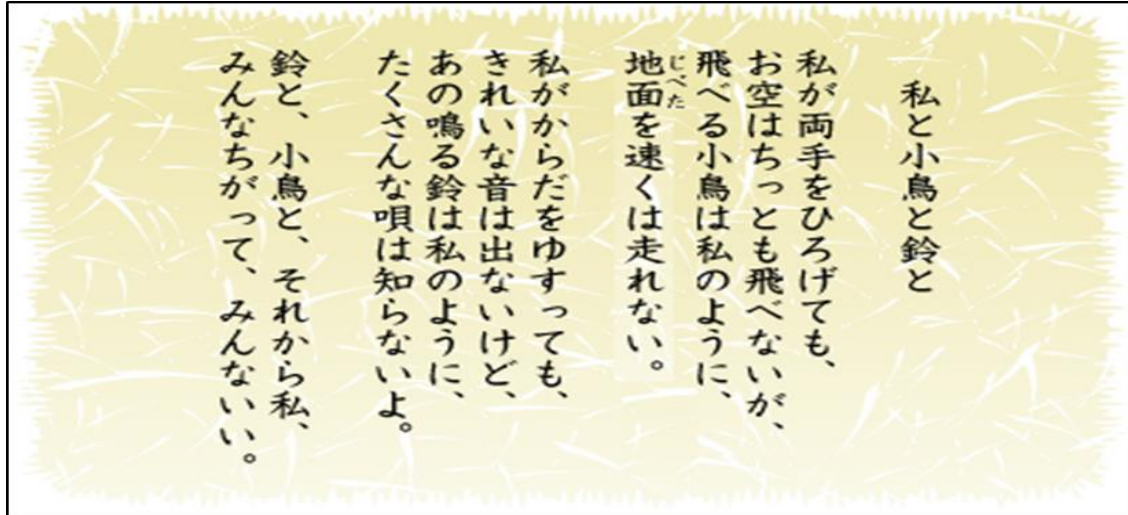 私と小鳥と鈴と
私が両手をひろげても、
お空はちっとも飛べないが、
飛べる小鳥は私のように、
地面を速くは走れない。
じべた
私がからだをゆすっても、
きれいな音は出ないけど、
あの鳴る鈴は私のように、
たくさんな唄は知らないよ。
鈴と、小鳥と、それから私、
みんなちがって、みんないい。